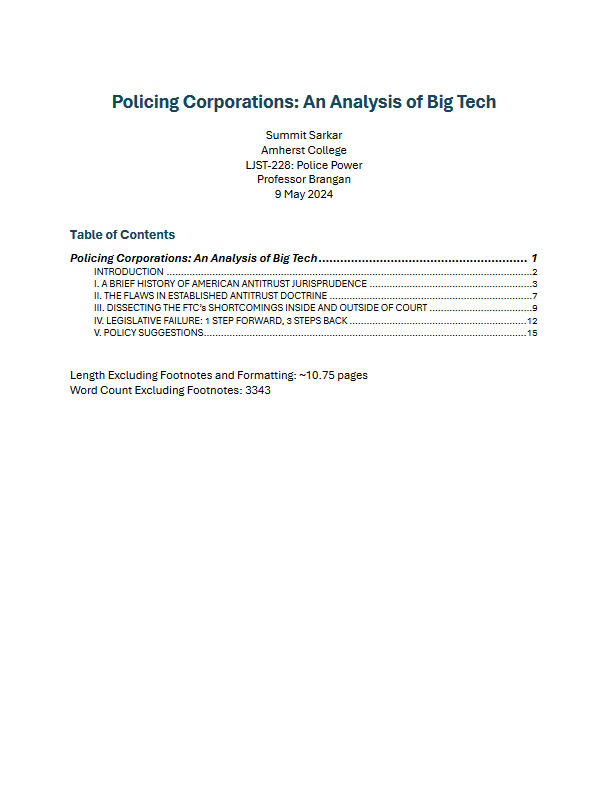 Policing Corporations: An Analysis of Big Tech
Summit Sarkar
Amherst College
LJST-228: Police Power
Professor Brangan
9 May 2024
Table of Contents
Policing Corporations: An Analysis of Big Tech ........................................................ 1
INTRODUCTION ........................................................ 2
I. A BRIEF HISTORY OF AMERICAN ANTITRUST JURISPRUDENCE ........................................................ 3
II. THE FLAWS IN ESTABLISHED ANTITRUST DOCTRINE ........................................................ 7
III. DISSECTING THE FTC's SHORTCOMINGS INSIDE AND OUTSIDE OF COURT ........................................ 9
IV. LEGISLATIVE FAILURE: 1 STEP FORWARD, 3 STEPS BACK ........................................................ 12
V. POLICY SUGGESTIONS ........................................................ 15
Length Excluding Footnotes and Formatting: ~10.75 pages
Word Count Excluding Footnotes: 3343